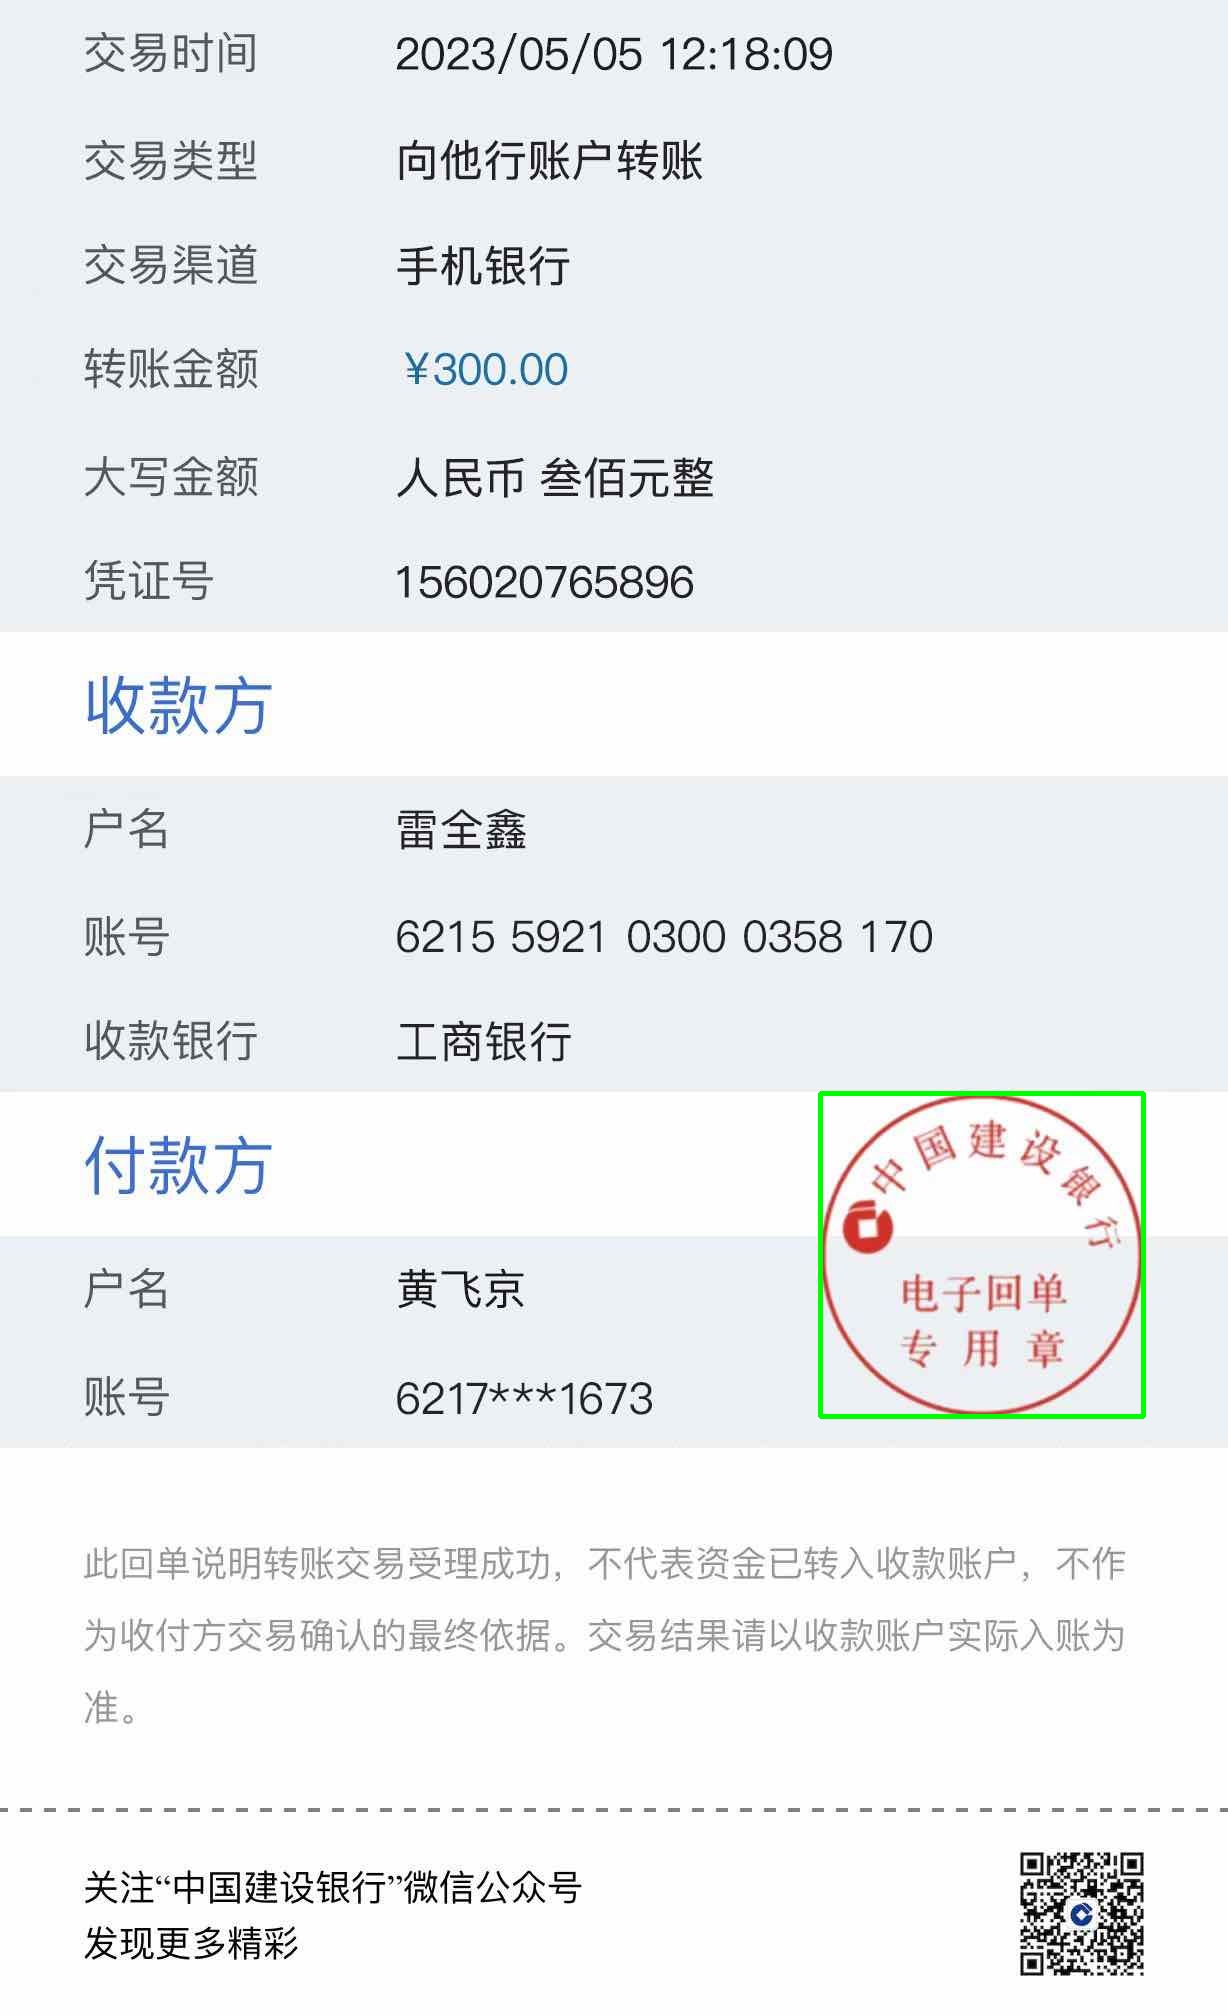 交易时间 2023/05/05 12:18:09
交易类型 向他行账户转账
交易渠道 手机银行
转账金额 ¥300.00
大写金额 人民币 叁佰元整
凭证号 156020765896
收款方
户名 雷全鑫
账号 6215 5921 0300 0358 170
收款银行 工商银行
付款方
中国建设银行
电子回单
专用章
户名 黄飞京
账号 6217***1673
此回单说明转账交易受理成功，不代表资金已转入收款账户，不作
为收付方交易确认的最终依据。交易结果请以收款账户实际入账为
准。
关注“中国建设银行”微信公众号
发现更多精彩